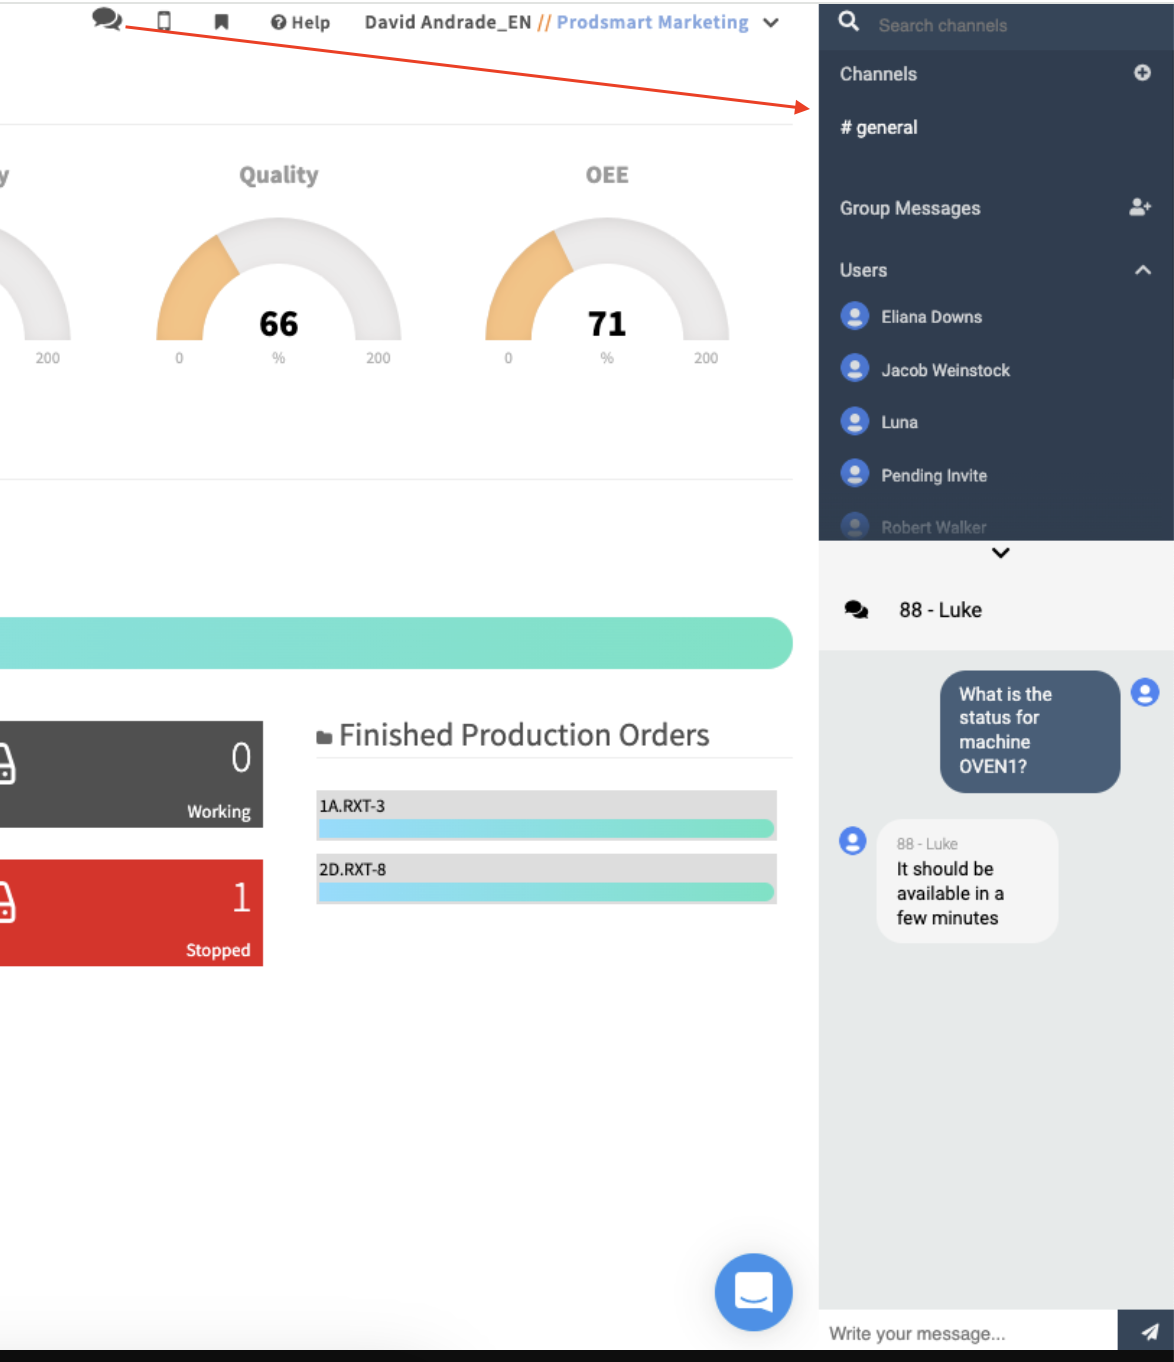 Help
David Andrade_EN // Prodsmart Marketing
y
Quality
OEE
200
66
0
%
200
71
0
%
200
0
Working
1
Stopped
Finished Production Orders
1A.RXT-3
2D.RXT-8
Search channels
Channels
# general
Group Messages
Users
Eliana Downs
Jacob Weinstock
Luna
Pending Invite
Robert Walker
88 - Luke
What is the
status for
machine
OVEN1?
88 - Luke
It should be
available in a
few minutes
Write your message...